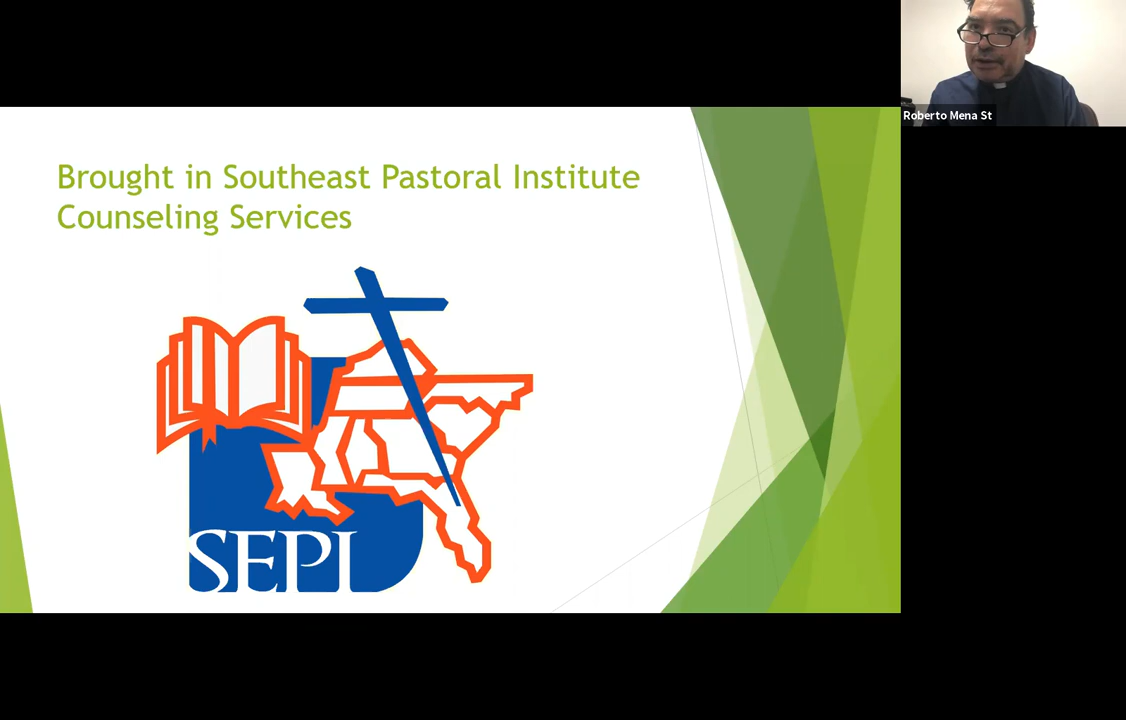 Brought in Southeast Pastoral Institute
Counseling Services
SEPI
Roberto Mena St